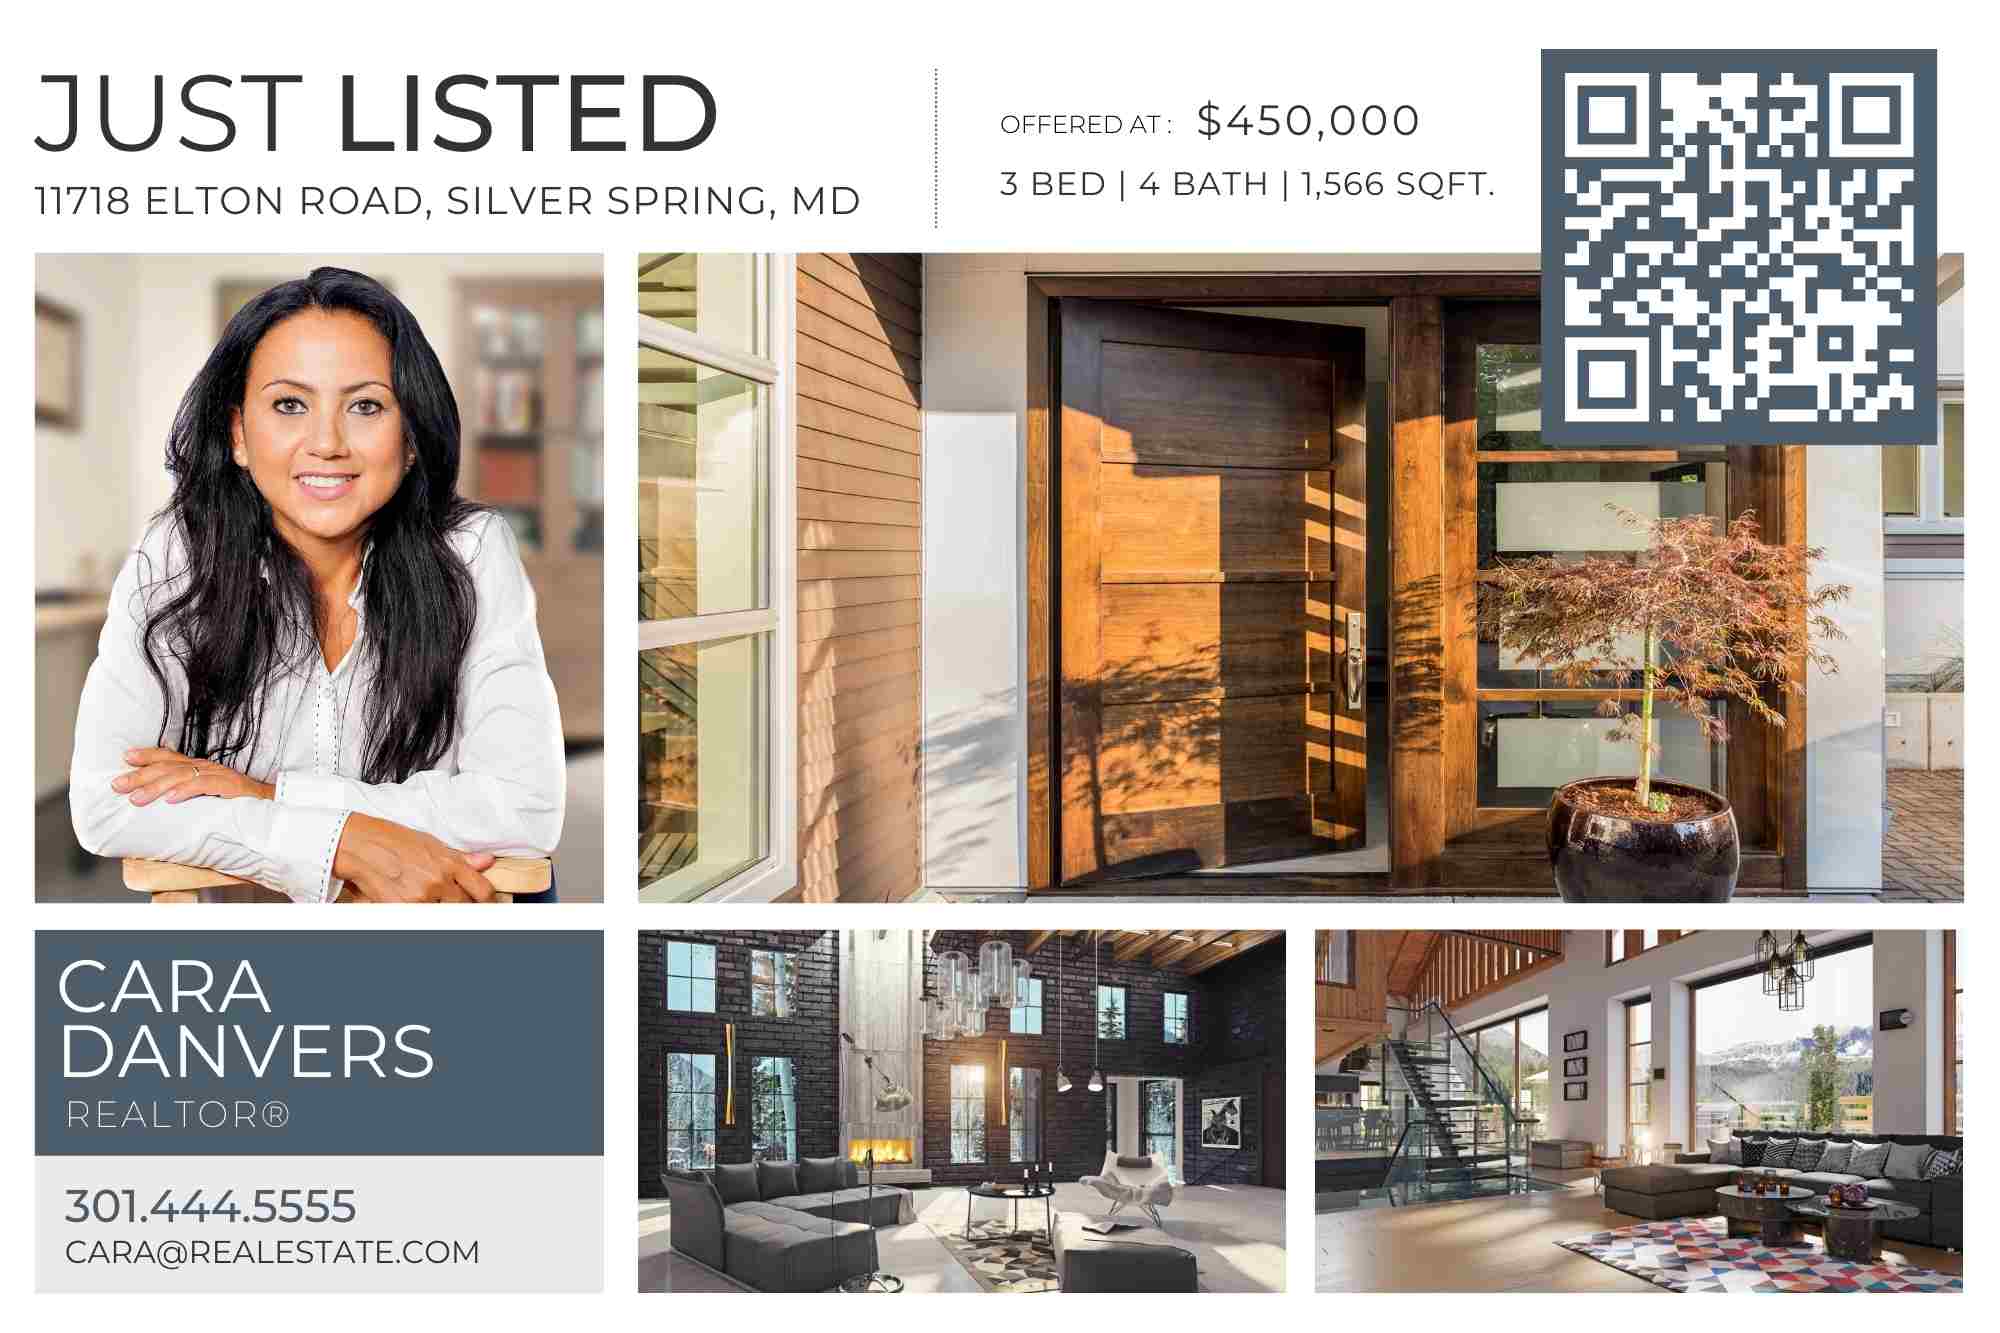 JUST LISTED
11718 ELTON ROAD, SILVER SPRING, MD
OFFERED AT : $450,000
3 BED | 4 BATH | 1,566 SQFT.
CARA
DANVERS
REALTOR®
301.444.5555
CARA@REALESTATE.COM